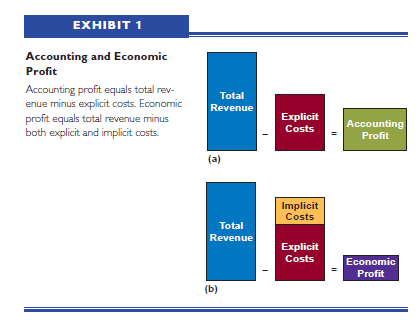 EXHIBIT 1
Accounting and Economic
Profit
Accounting profit equals total rev-
enue minus explicit costs. Economic
profit equals total revenue minus
both explicit and implicit costs.
Total
Revenue
–
Explicit
Costs
=
Accounting
Profit
(a)
Total
Revenue
–
Implicit
Costs
Explicit
Costs
=
Economic
Profit
(b)